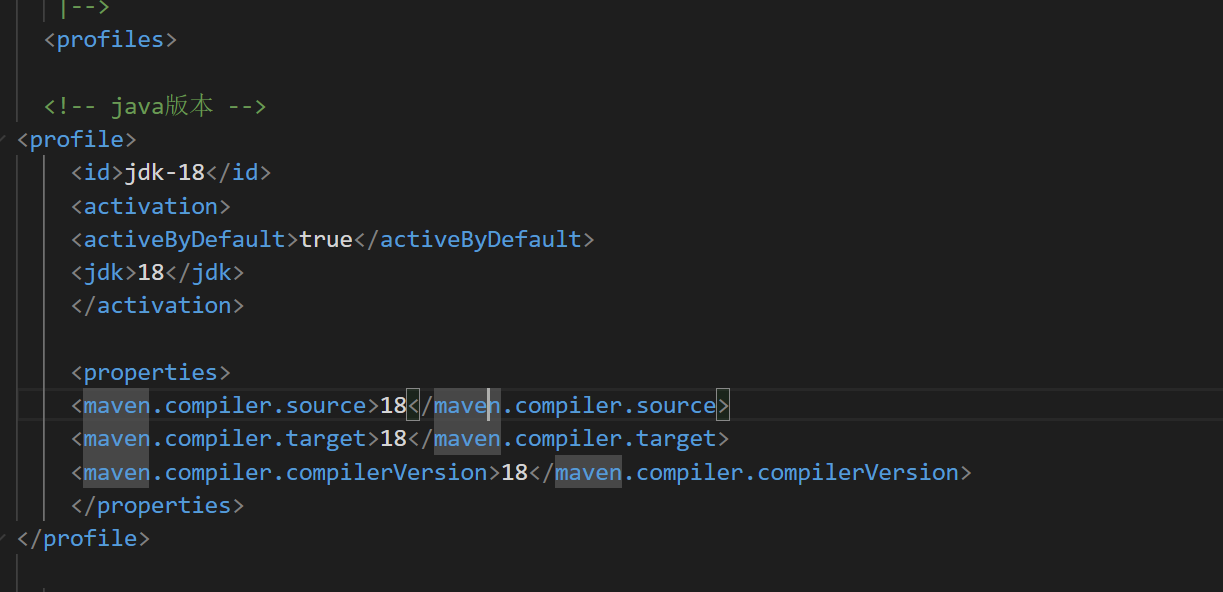 |-->
<profiles>
<!-- java版本 -->
<profile>
<id>jdk-18</id>
<activation>
<activeByDefault>true</activeByDefault>
<jdk>18</jdk>
</activation>
<properties>
<maven.compiler.source>18</maven.compiler.source>
<maven.compiler.target>18</maven.compiler.target>
<maven.compiler.compilerVersion>18</maven.compiler.compilerVersion>
</properties>
</profile>